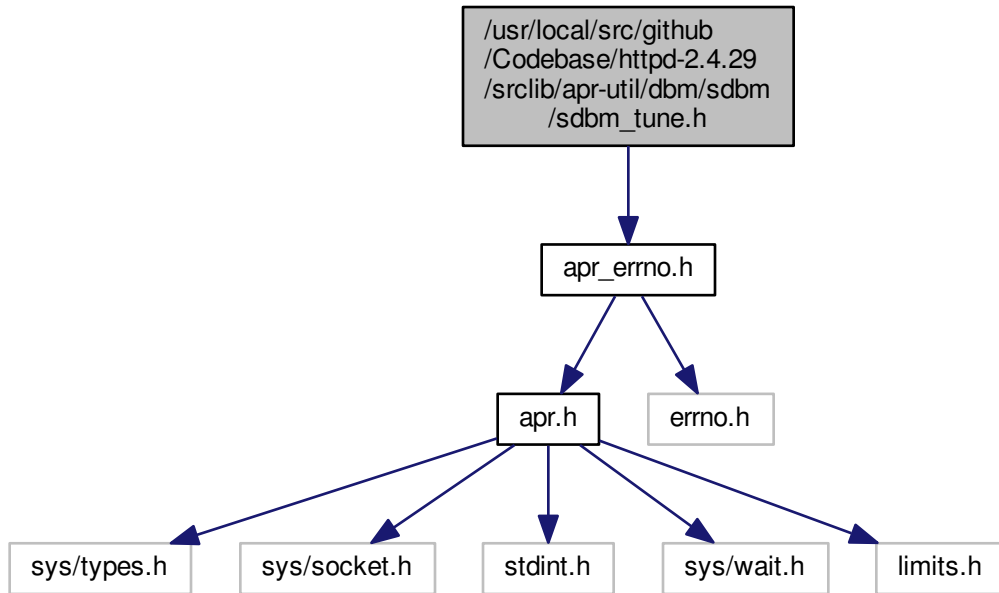 /usr/local/src/github
/Codebase/httpd-2.4.29
/srclib/apr-util/dbm/sdbm
/sdbm_tune.h
apr_errno.h
apr.h
errno.h
sys/types.h
sys/socket.h
stdint.h
sys/wait.h
limits.h